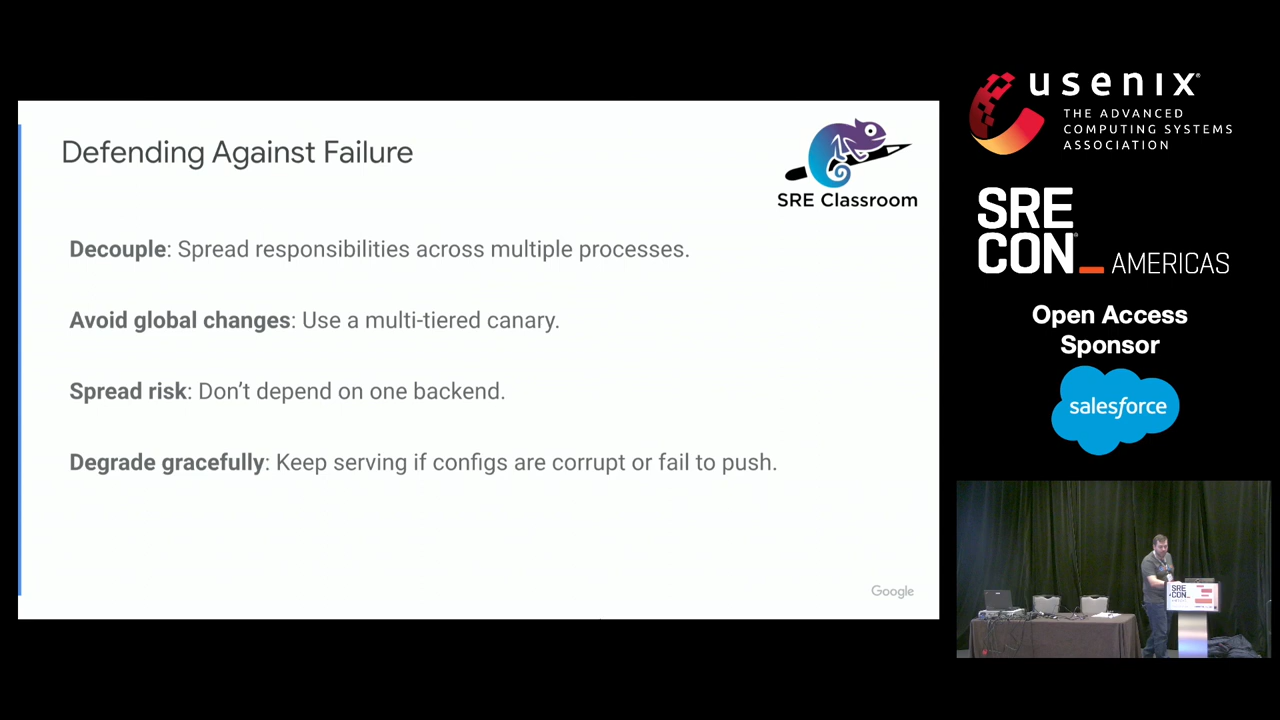 Defending Against Failure
SRE Classroom
Decouple: Spread responsibilities across multiple processes.
Avoid global changes: Use a multi-tiered canary.
Spread risk: Don’t depend on one backend.
Degrade gracefully: Keep serving if configs are corrupt or fail to push.
Google
usenix®
THE ADVANCED
COMPUTING SYSTEMS
ASSOCIATION
SRE
CON
AMERICAS
Open Access
Sponsor
salesforce
SRE
CON